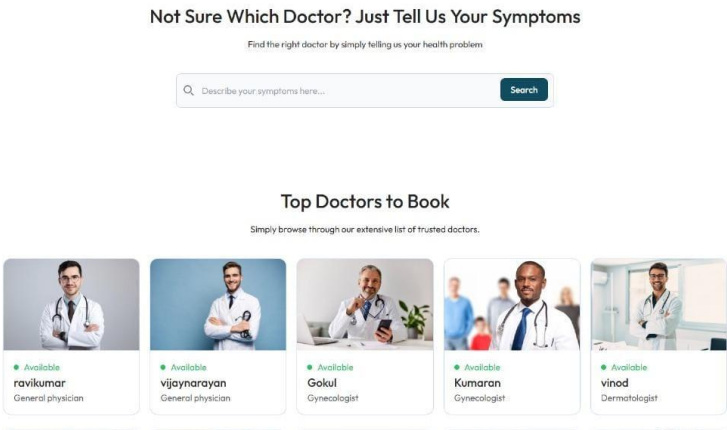 Not Sure Which Doctor? Just Tell Us Your Symptoms
Find the right doctor by simply telling us your health problem
Describe your symptoms here...
Search
Top Doctors to Book
Simply browse through our extensive list of trusted doctors.
Available
ravikumar
General physician
Available
vijaynarayan
General physician
Available
Gokul
Gynecologist
Available
Kumaran
Gynecologist
Available
vinod
Dermatologist